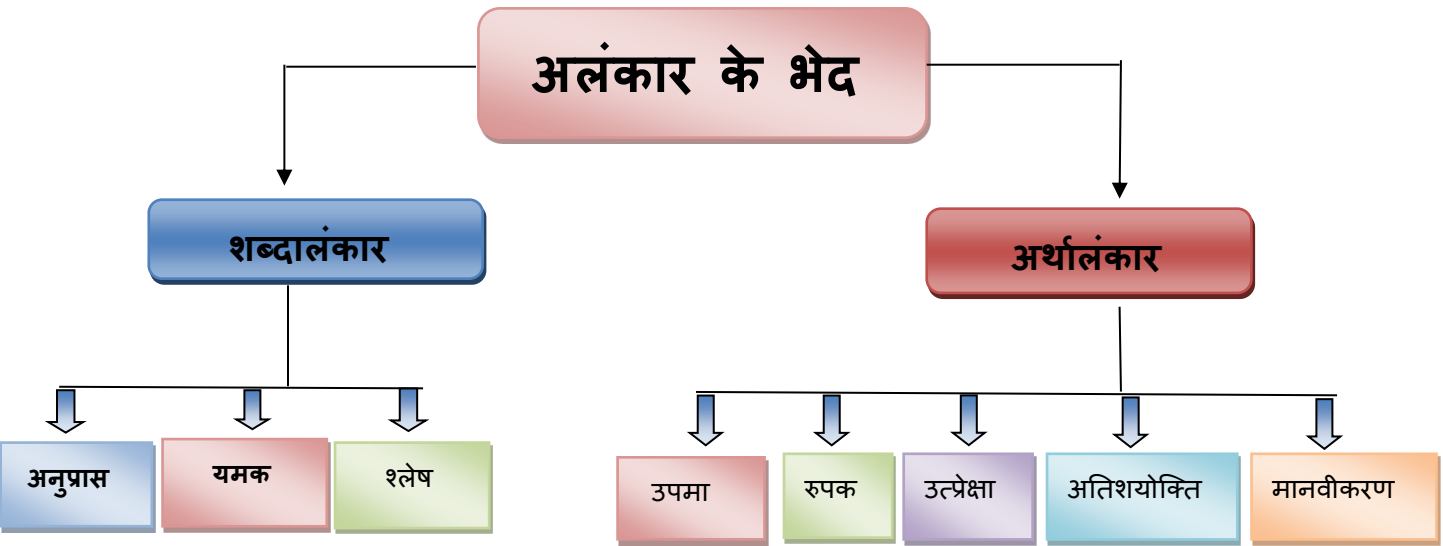 अलंकार के भेद
शब्दालंकार
अर्थालंकार
अनुप्रास
यमक
श्लेष
उपमा
रुपक
उत्प्रेक्षा
अतिशयोक्ति
मानवीकरण